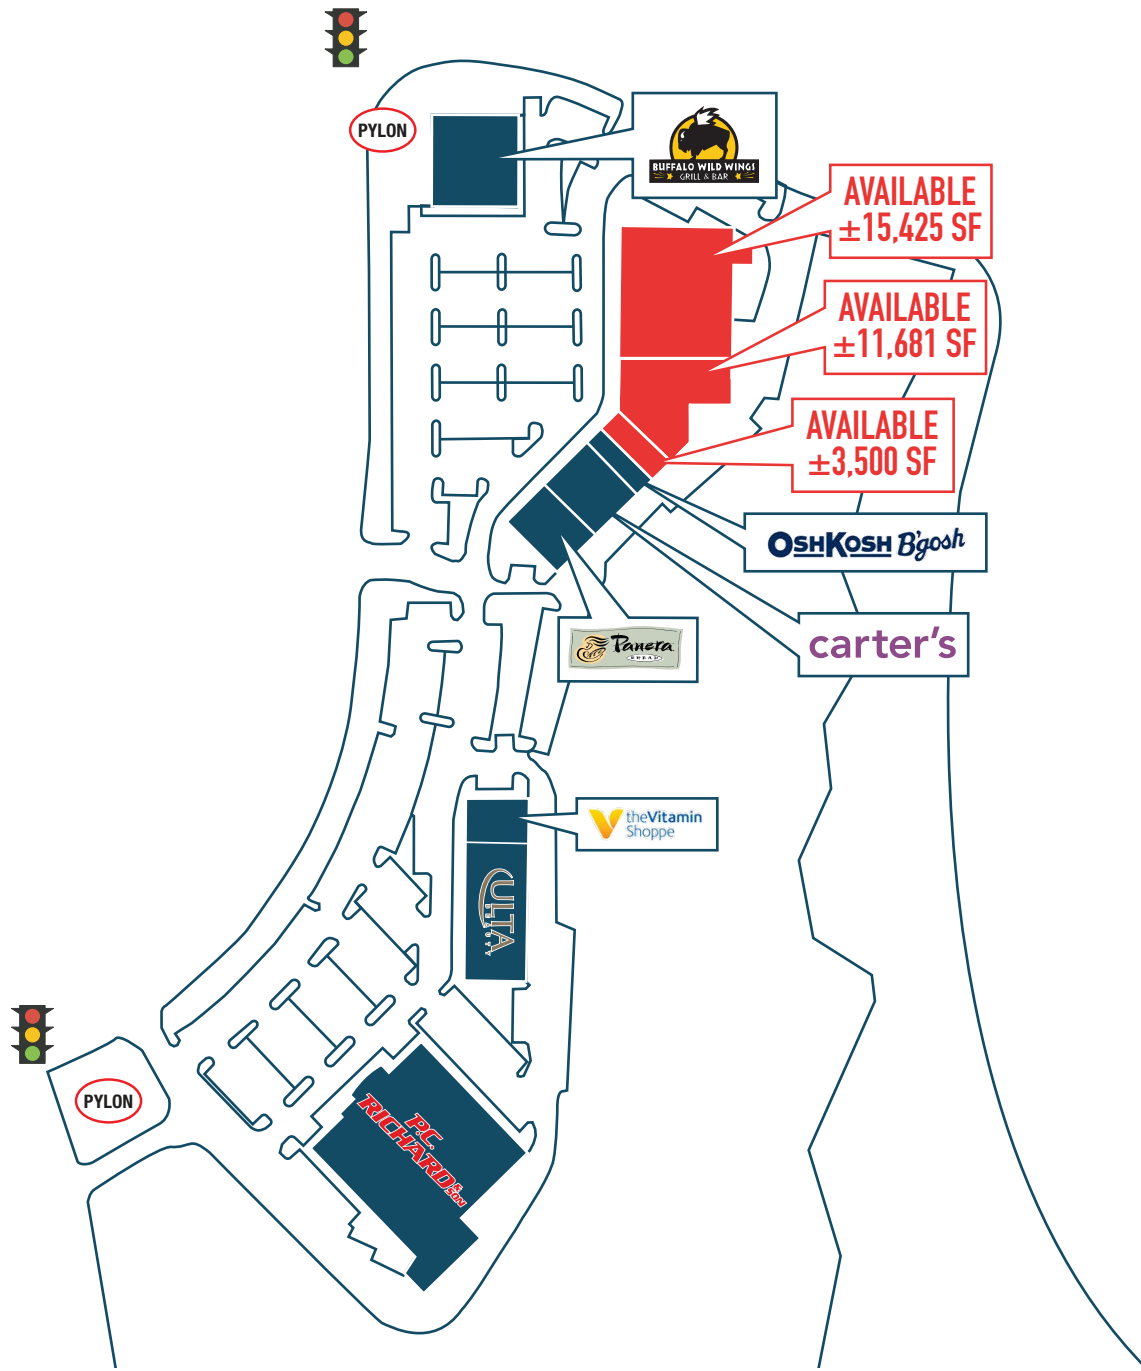 PYLON
BUFFALO WILD WINGS
GRILL & BAR
AVAILABLE
±15,425 SF
AVAILABLE
±11,681 SF
AVAILABLE
±3,500 SF
OSHKOSH B'gosh
Panera
BREAD
carter's
theVitamin
Shoppe
ULTA
BEAUTY
PYLON
P.C.
RICHARD
& SON